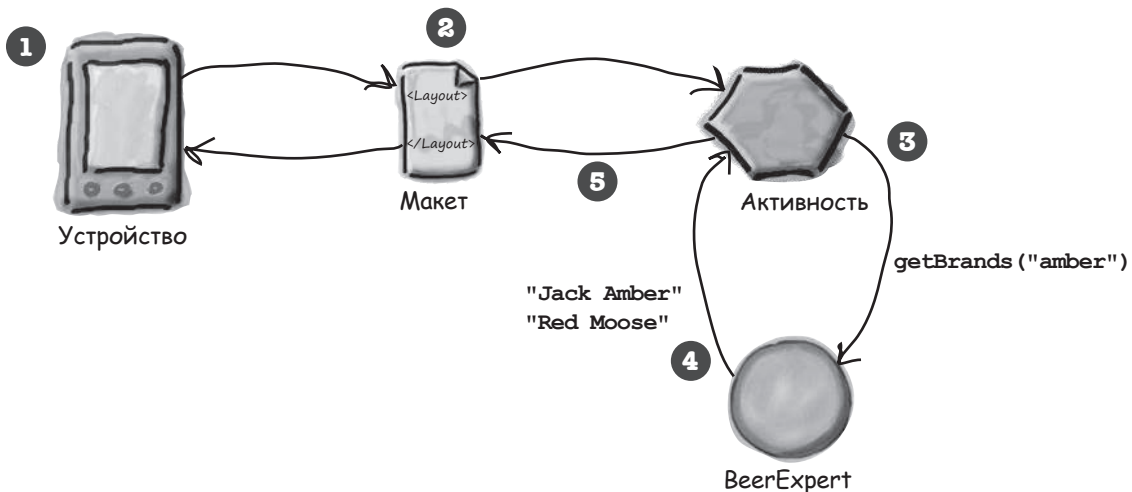 1
2
<Layout>
</Layout>
Макет
Устройство
5
3
Активность
getBrands("amber")
"Jack Amber"
"Red Moose"
4
BeerExpert